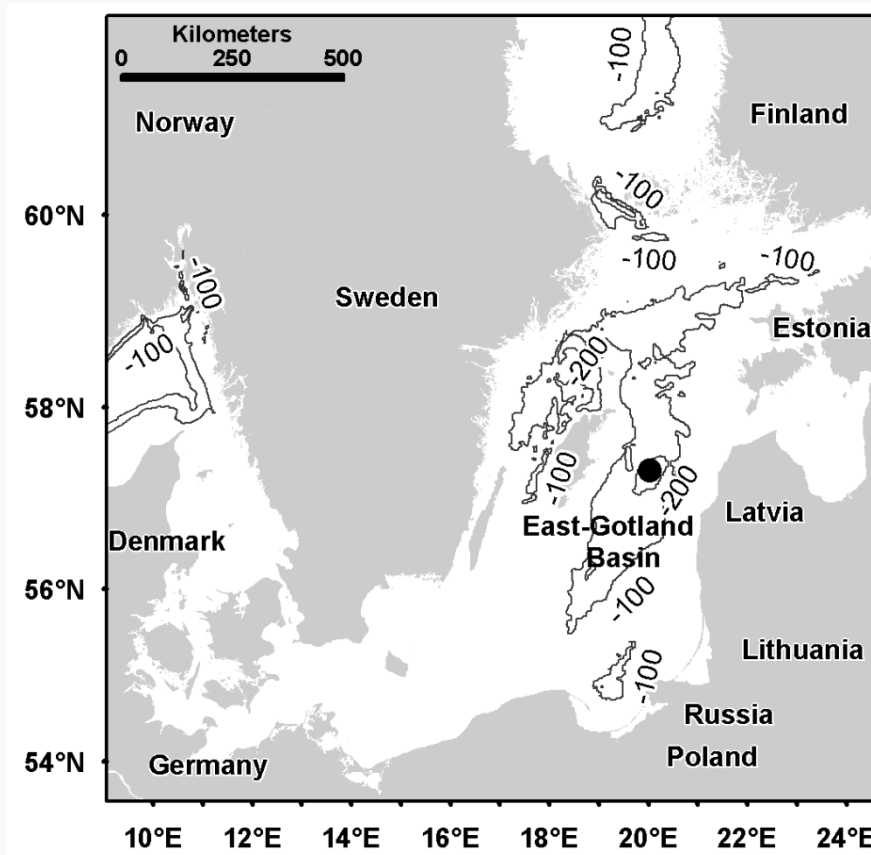 Kilometers
0 250 500
-100
Norway
Finland
-100
60°N
-100
-100
-100
Sweden
Estonia
-100
-200
58°N
-100
-200
Latvia
East-Gotland
Basin
Denmark
56°N
-100
Lithuania
-100
Russia
Poland
54°N
Germany
10°E 12°E 14°E 16°E 18°E 20°E 22°E 24°E